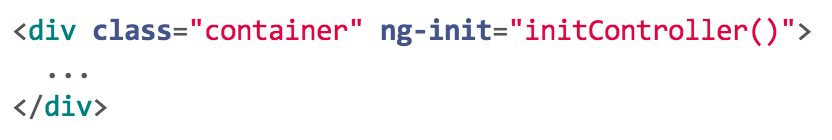 <div class="container" ng-init="initController()">
...
</div>